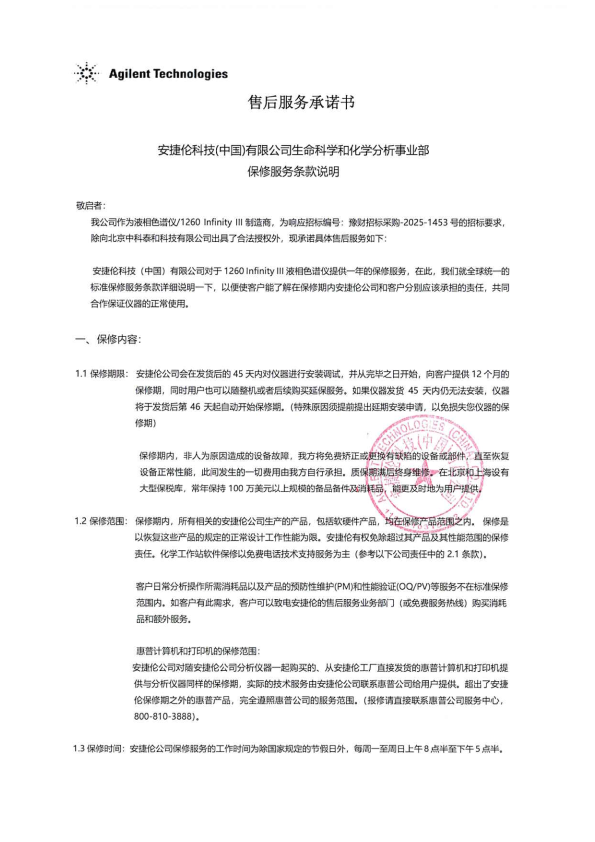 Agilent Technologies
售后服务承诺书
安捷伦科技(中国)有限公司生命科学和化学分析事业部
保修服务条款说明
敬启者：
我公司作为液相色谱仪/1260 Infinity III 制造商，为响应招标编号：豫财招标采购-2025-1453 号的招标要求，
除向北京中科泰和科技有限公司出具了合法授权外，现承诺具体售后服务如下：
安捷伦科技（中国）有限公司对于 1260 Infinity III 液相色谱仪提供一年的保修服务，在此，我们就全球统一的
标准保修服务条款详细说明一下，以便使客户能了解在保修期内安捷伦公司和客户分别应该承担的责任，共同
合作保证仪器的正常使用。
一、 保修内容：
1.1 保修期限： 安捷伦公司会在发货后的 45 天内对仪器进行安装调试，并从完毕之日开始，向客户提供 12 个月的
保修期，同时用户也可以随整机或者后续购买延保服务。如果仪器发货 45 天内仍无法安装，仪器
将于发货后第 46 天起自动开始保修期。（特殊原因须提前提出延期安装申请，以免损失您仪器的保
修期）
保修期内，非人为原因造成的设备故障，我方将免费矫正或更换有缺陷的设备或部件，直至恢复
设备正常性能，此间发生的一切费用由我方自行承担。质保期满后终身维修。在北京和上海设有
大型保税库，常年保持 100 万美元以上规模的备品备件及消耗品，能更及时地为用户提供。
1.2 保修范围： 保修期内，所有相关的安捷伦公司生产的产品，包括软硬件产品，均在保修产品范围之内。 保修是
以恢复这些产品的规定的正常设计工作性能为限。安捷伦有权免除超过其产品及其性能范围的保修
责任。化学工作站软件保修以免费电话技术支持服务为主（参考以下公司责任中的 2.1 条款）。
客户日常分析操作所需消耗品以及产品的预防性维护(PM)和性能验证(OQ/PV)等服务不在标准保修
范围内。如客户有此需求，客户可以致电安捷伦的售后服务业务部门（或免费服务热线）购买消耗
品和额外服务。
惠普计算机和打印机的保修范围：
安捷伦公司对随安捷伦公司分析仪器一起购买的、从安捷伦工厂直接发货的惠普计算机和打印机提
供与分析仪器同样的保修期，实际的技术服务由安捷伦公司联系惠普公司给用户提供。超出了安捷
伦保修期之外的惠普产品，完全遵照惠普公司的服务范围。（报修请直接联系惠普公司服务中心，
800-810-3888）。
1.3 保修时间： 安捷伦公司保修服务的工作时间为除国家规定的节假日外，每周一至周日上午 8 点半至下午 5 点半。